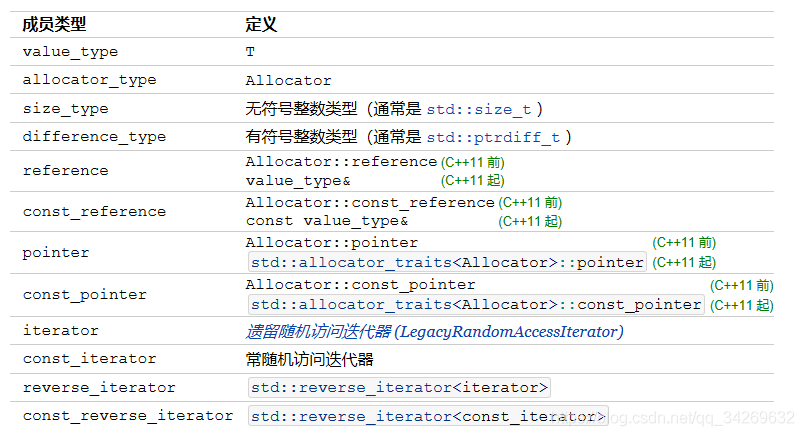 成员类型 定义
value_type T
allocator_type Allocator
size_type 无符号整数类型（通常是 std::size_t ）
difference_type 有符号整数类型（通常是 std::ptrdiff_t ）
reference
Allocator::reference (C++11 前)
value_type& (C++11 起)
const_reference
Allocator::const_reference (C++11 前)
const value_type& (C++11 起)
pointer
Allocator::pointer (C++11 前)
std::allocator_traits<Allocator>::pointer (C++11 起)
const_pointer
Allocator::const_pointer (C++11 前)
std::allocator_traits<Allocator>::const_pointer (C++11 起)
iterator 遗留随机访问迭代器 (LegacyRandomAccessIterator)
const_iterator 常随机访问迭代器
reverse_iterator std::reverse_iterator<iterator>
const_reverse_iterator std::reverse_iterator<const_iterator>
blog.csdn.net/qq_34269632